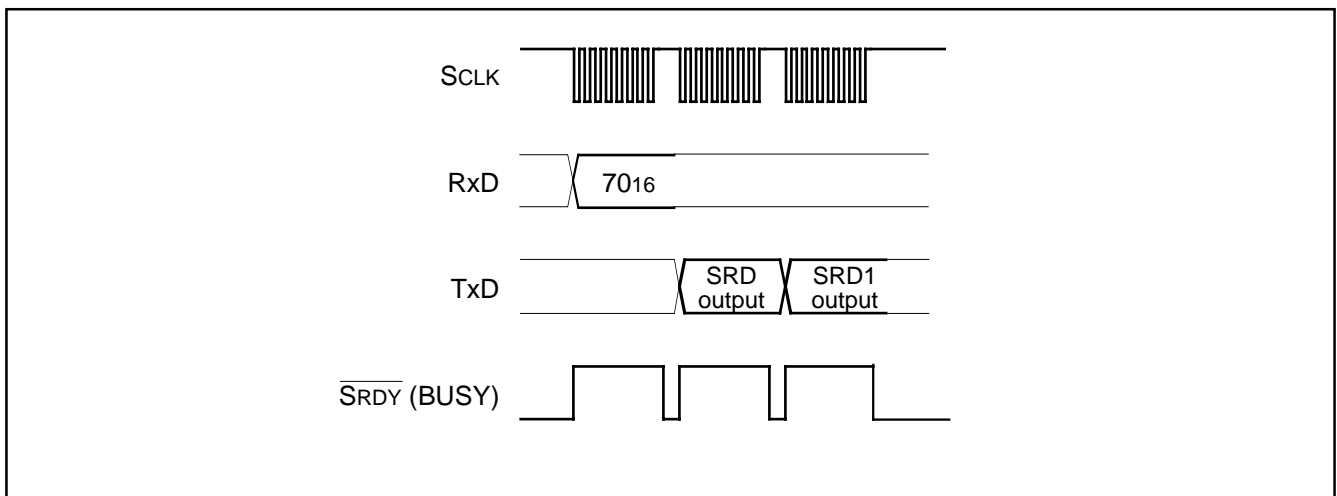 SCLK
RxD
7016
TxD
SRD
output
SRD1
output
SRDY (BUSY)